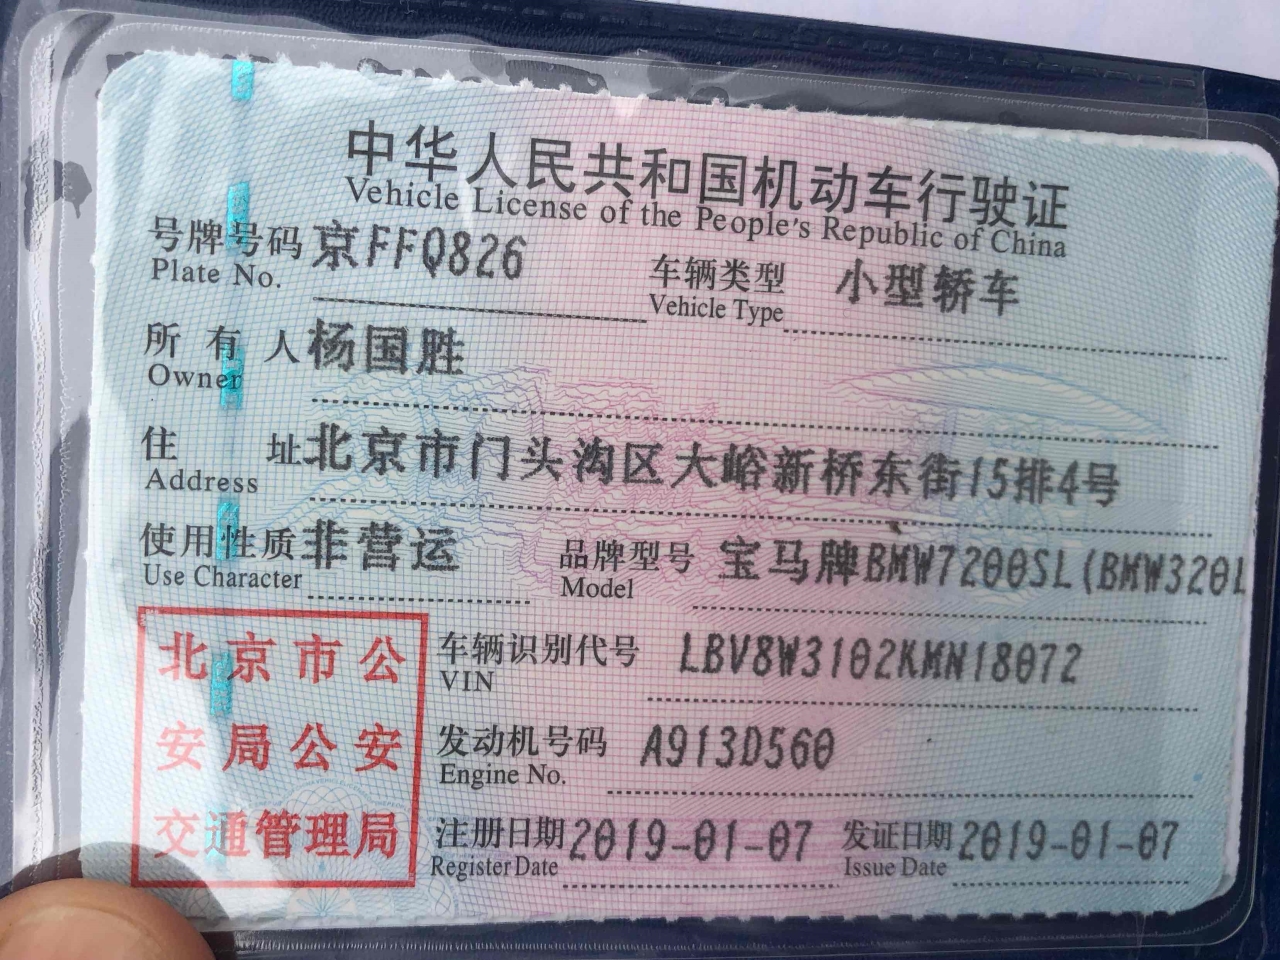 中华人民共和国机动车行驶证
Vehicle License of the People's Republic of China
号牌号码 京FFQ826
Plate No.
车辆类型 小型轿车
Vehicle Type
所有人 杨国胜
Owner
住址 北京市门头沟区大峪新桥东街15排4号
Address
使用性质 非营运
Use Character
品牌型号 宝马牌BMW7200SL(BMW320L
Model
北京市公
安局公安
交通管理局
车辆识别代号 LBV8W3102KMN18072
VIN
发动机号码 A913D560
Engine No.
注册日期 2019-01-07
Register Date
发证日期 2019-01-07
Issue Date